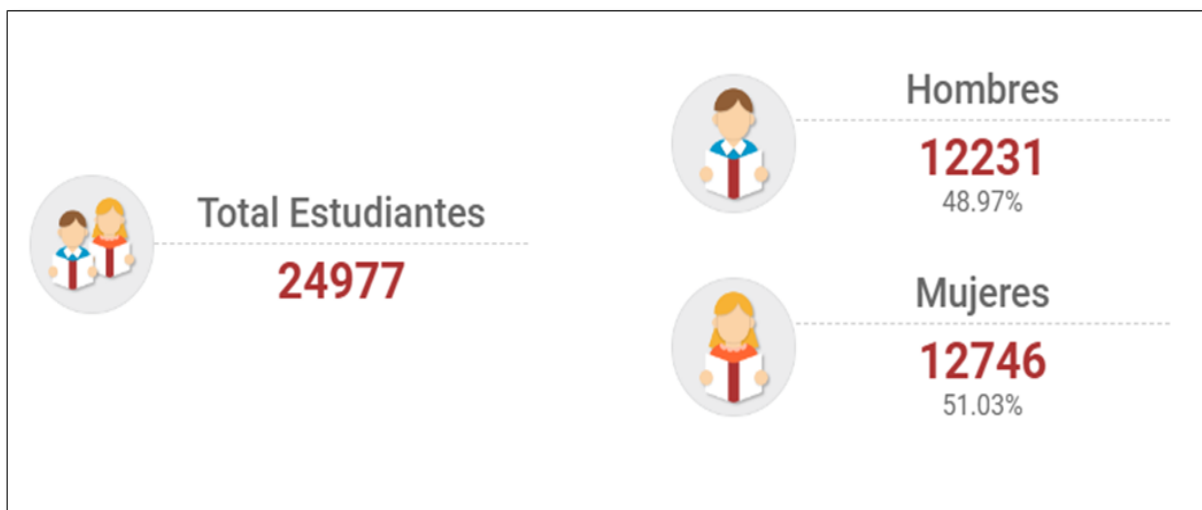 Total Estudiantes
24977
Hombres
12231
48.97%
Mujeres
12746
51.03%